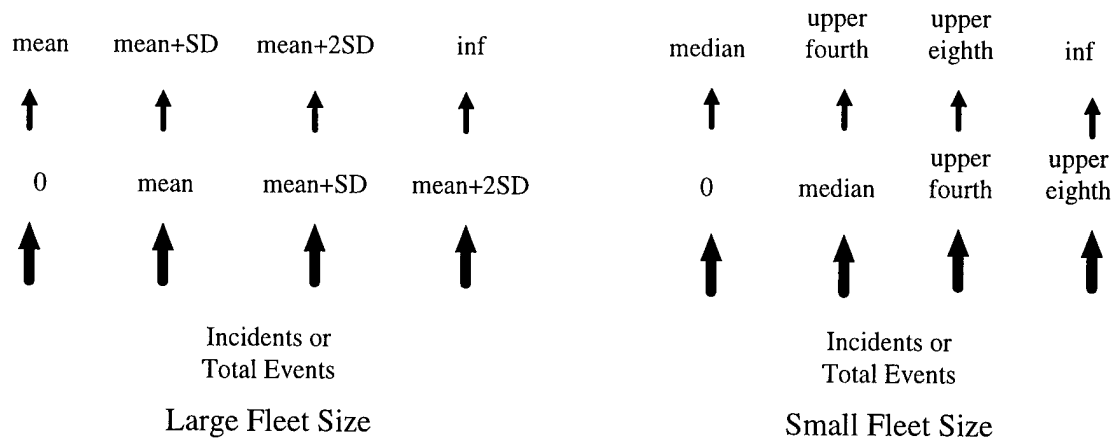 mean mean+SD mean+2SD inf
0 mean mean+SD mean+2SD
Incidents or
Total Events
Large Fleet Size
upper upper
median fourth eighth inf
upper upper
0 median fourth eighth
Incidents or
Total Events
Small Fleet Size